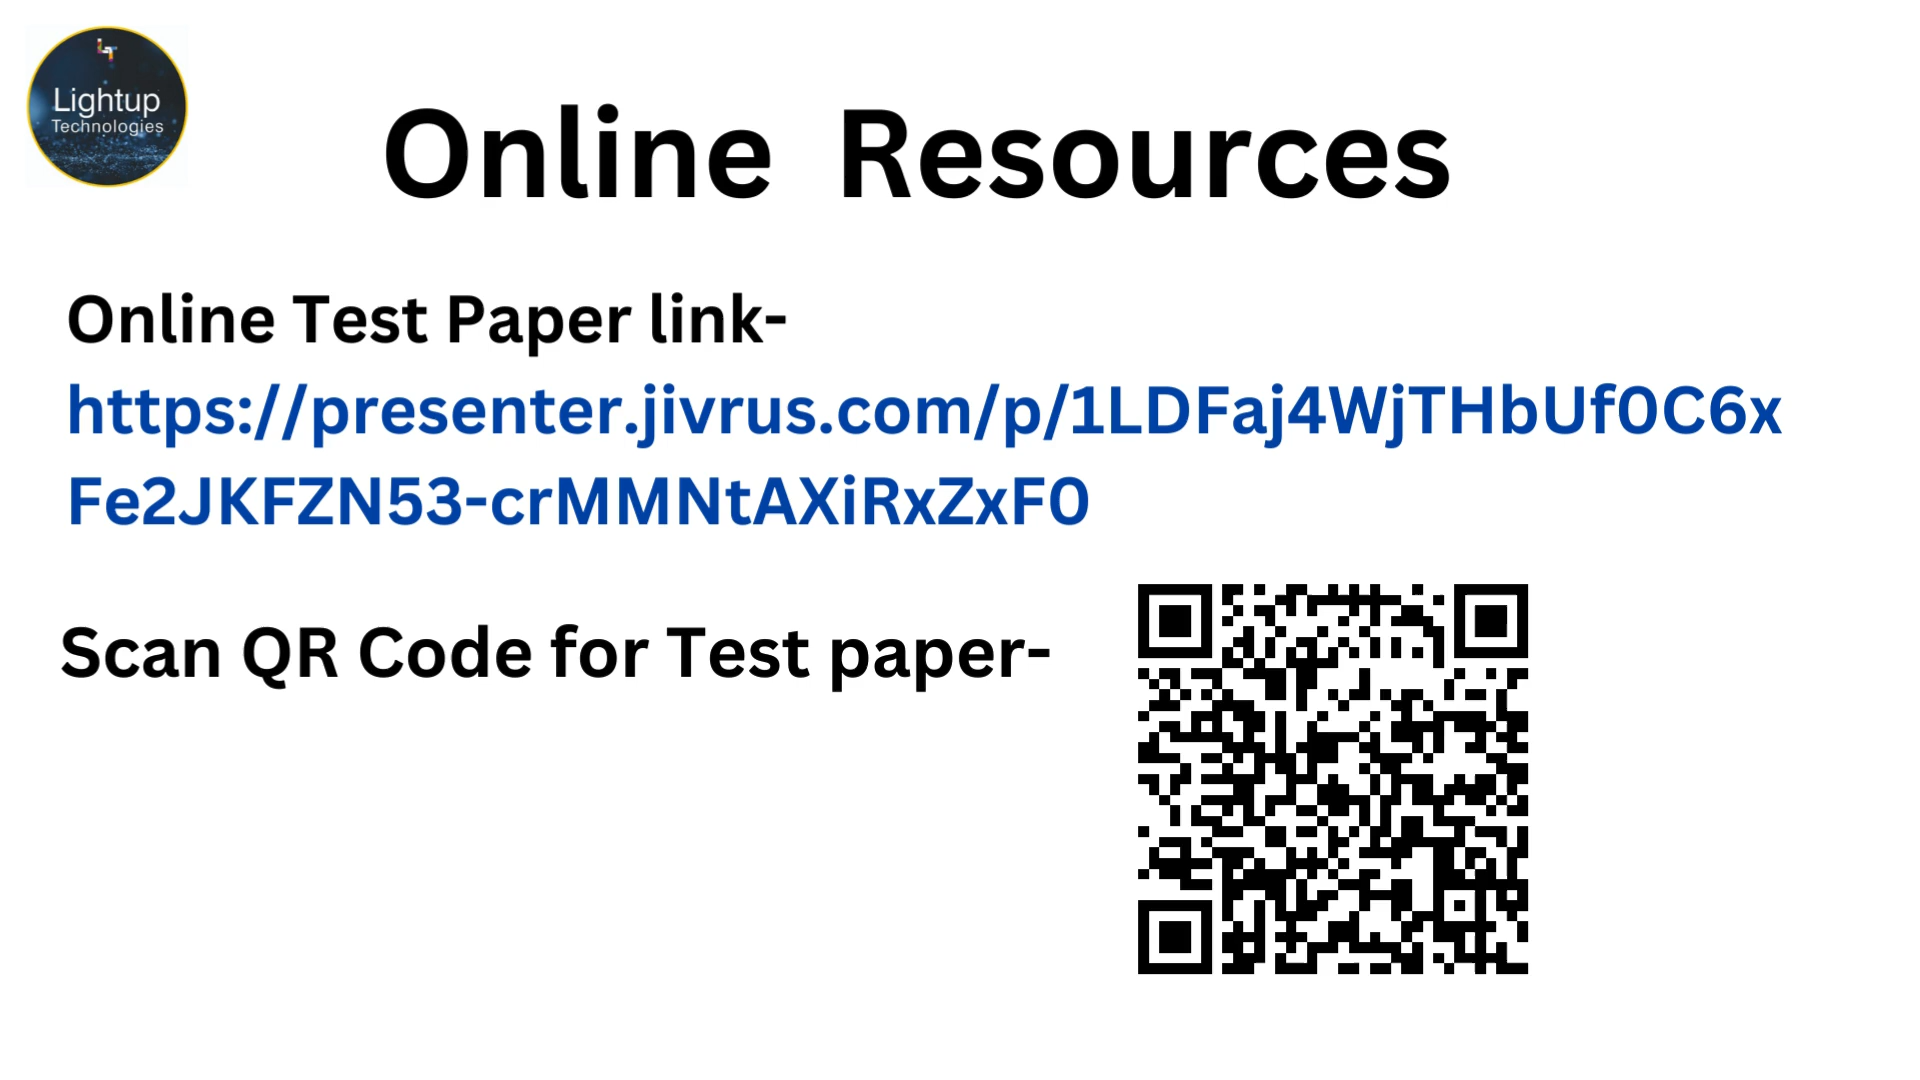 Lightup
Technologies
Online Resources
Online Test Paper link-
https://presenter.jivrus.com/p/1LDFaj4WjTHbUf0C6x
Fe2JKFZN53-crMMNtAXiRxZxF0
Scan QR Code for Test paper-